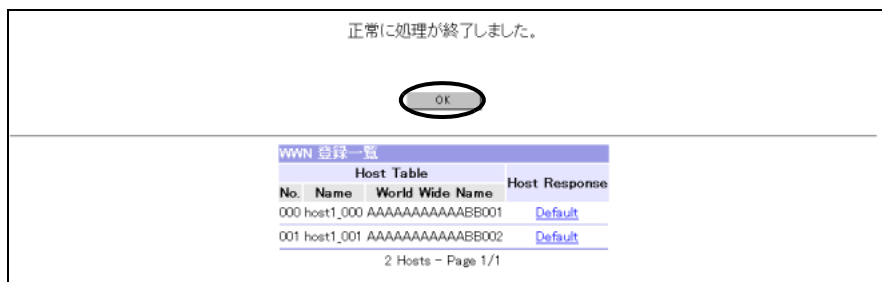 正常に処理が終了しました。
OK
WWN 登録一覧
Host Table
Host Response
No. Name World Wide Name
000 host1_000 AAAAAAAAAAABB001 Default
001 host1_001 AAAAAAAAAAABB002 Default
2 Hosts - Page 1/1